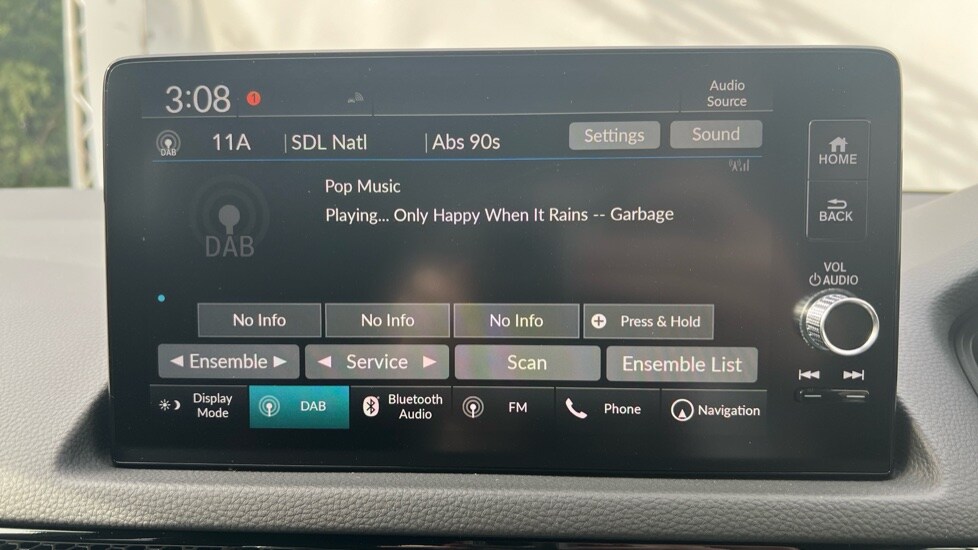 3:08
1
Audio
Source
DAB
11A
SDL Natl
Abs 90s
Settings
Sound
HOME
DAB
Pop Music
Playing... Only Happy When It Rains -- Garbage
BACK
VOL
AUDIO
No Info
No Info
No Info
Press & Hold
Ensemble
Service
Scan
Ensemble List
Display
Mode
DAB
Bluetooth
Audio
FM
Phone
Navigation